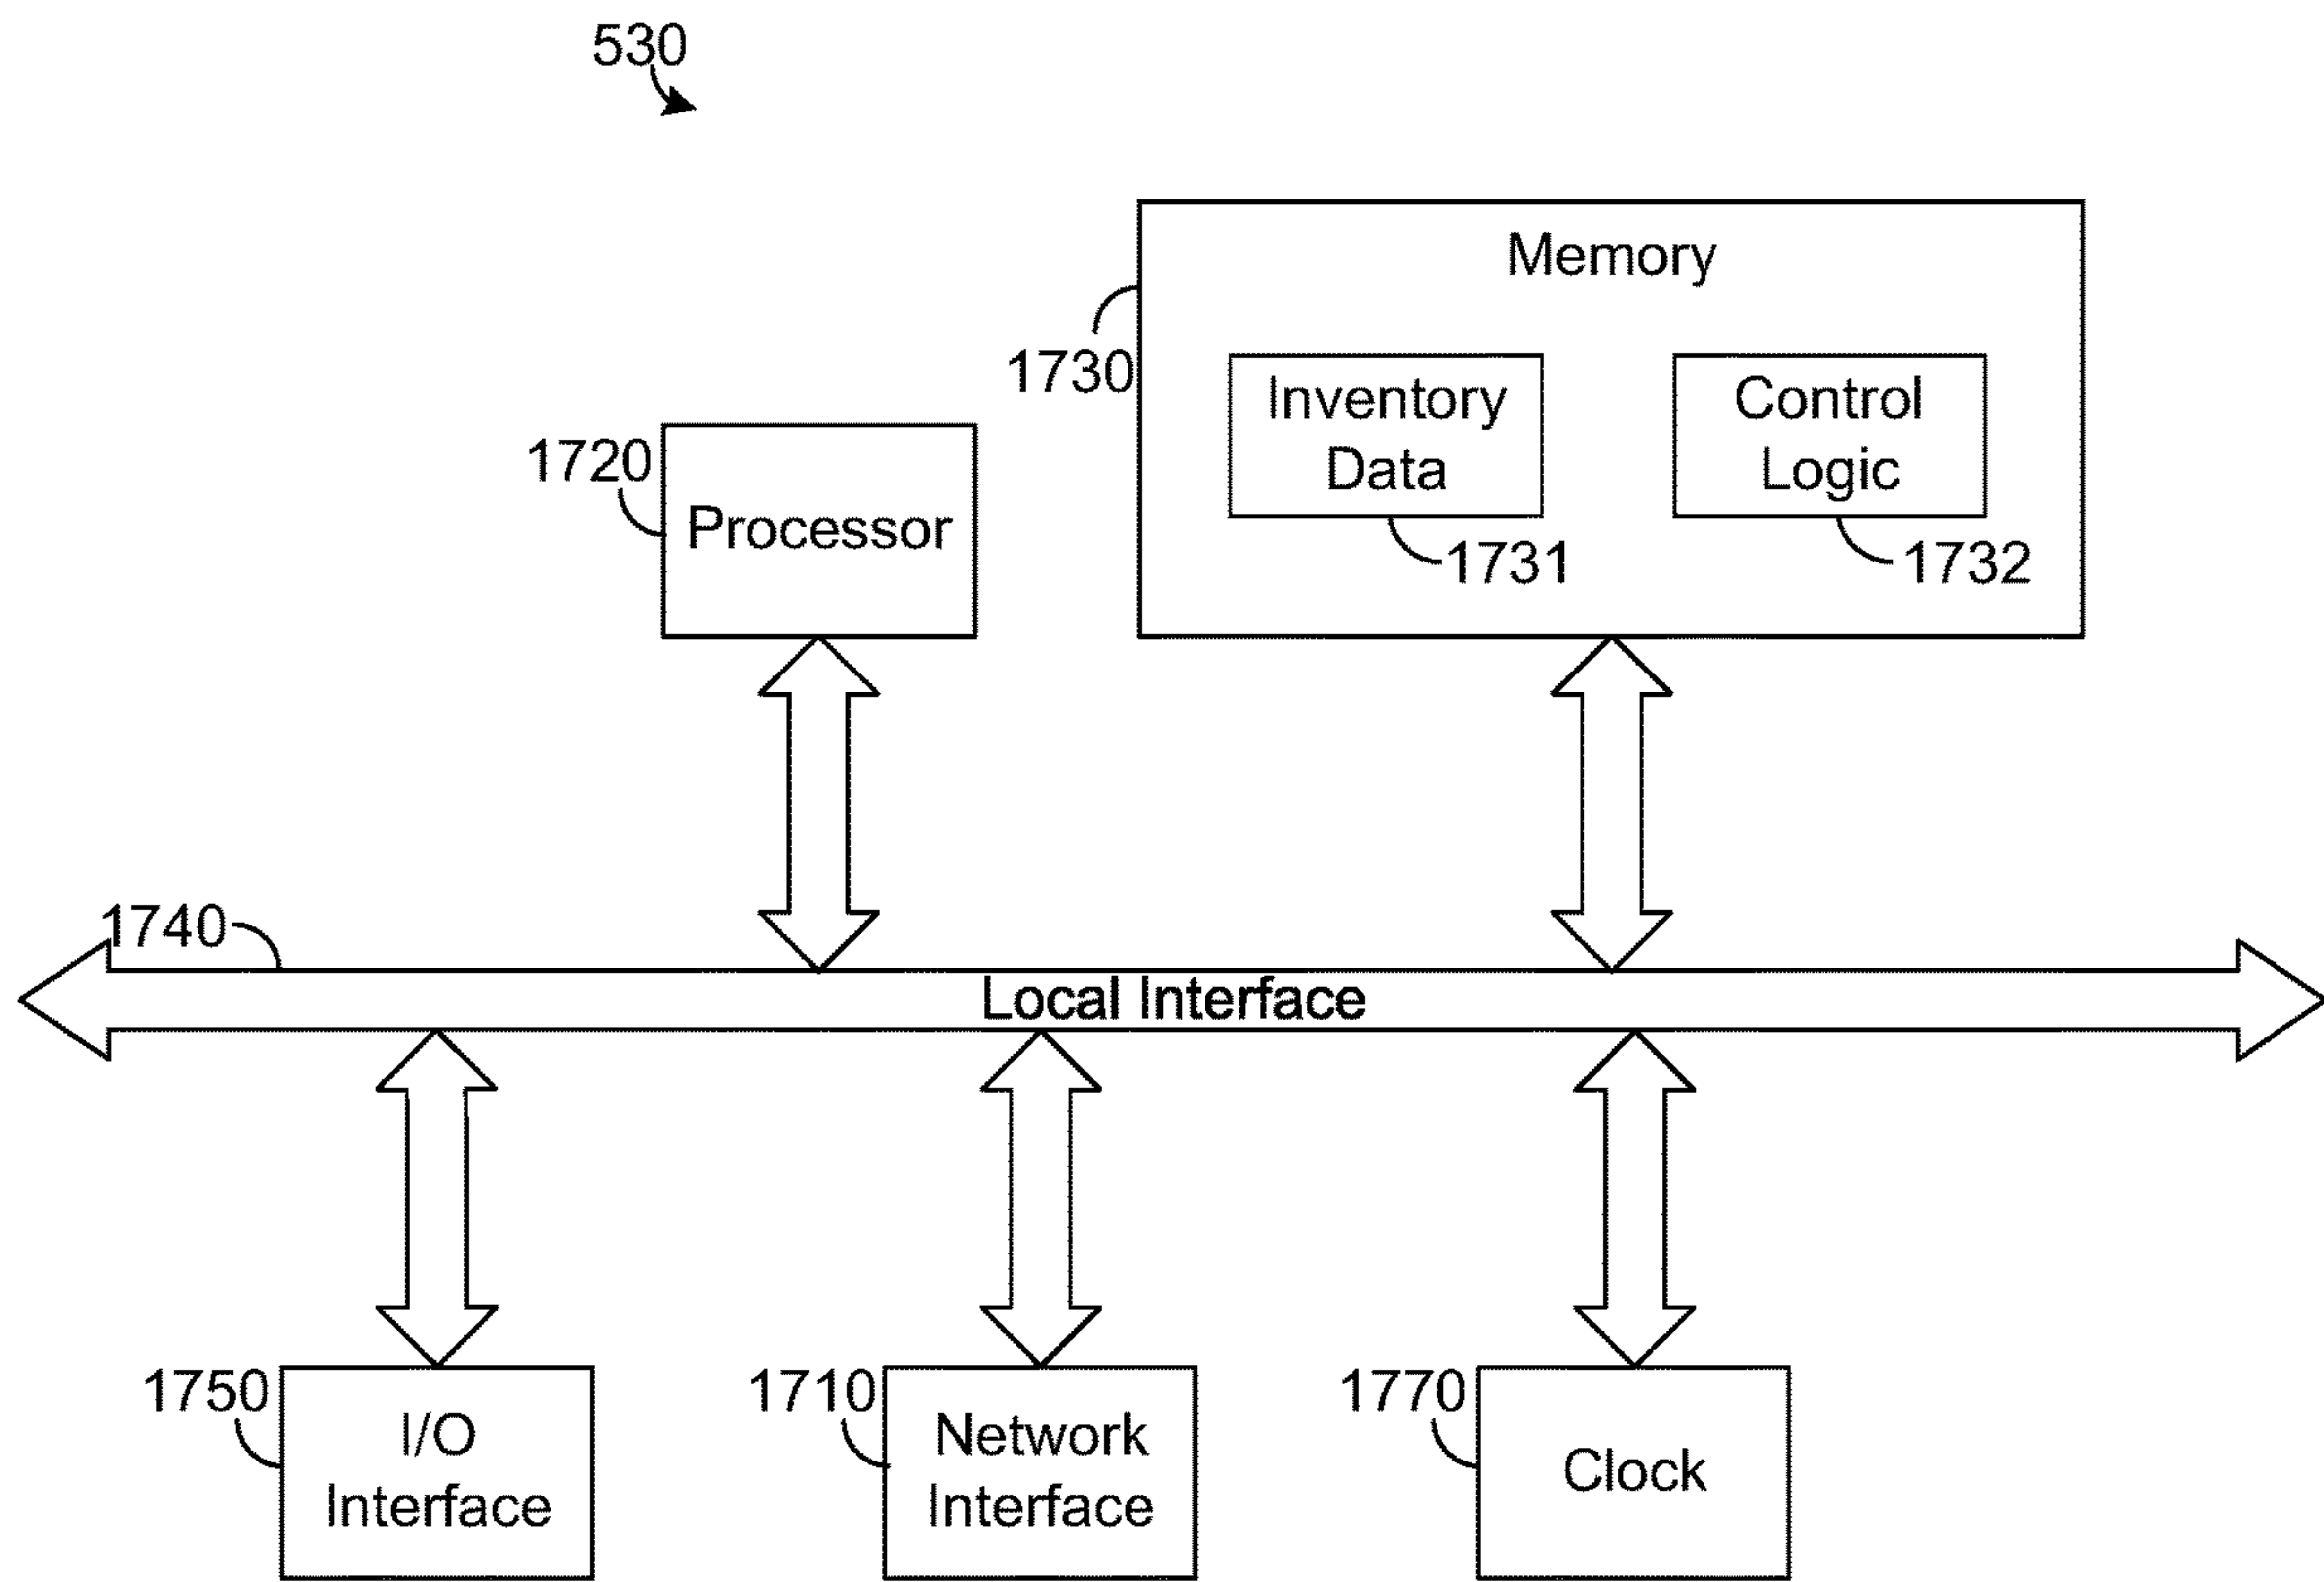 530
Memory
1730
Inventory
Data
Control
Logic
1731
1732
1720
Processor
1740
Local Interface
1750
I/O
Interface
1710
Network
Interface
1770
Clock